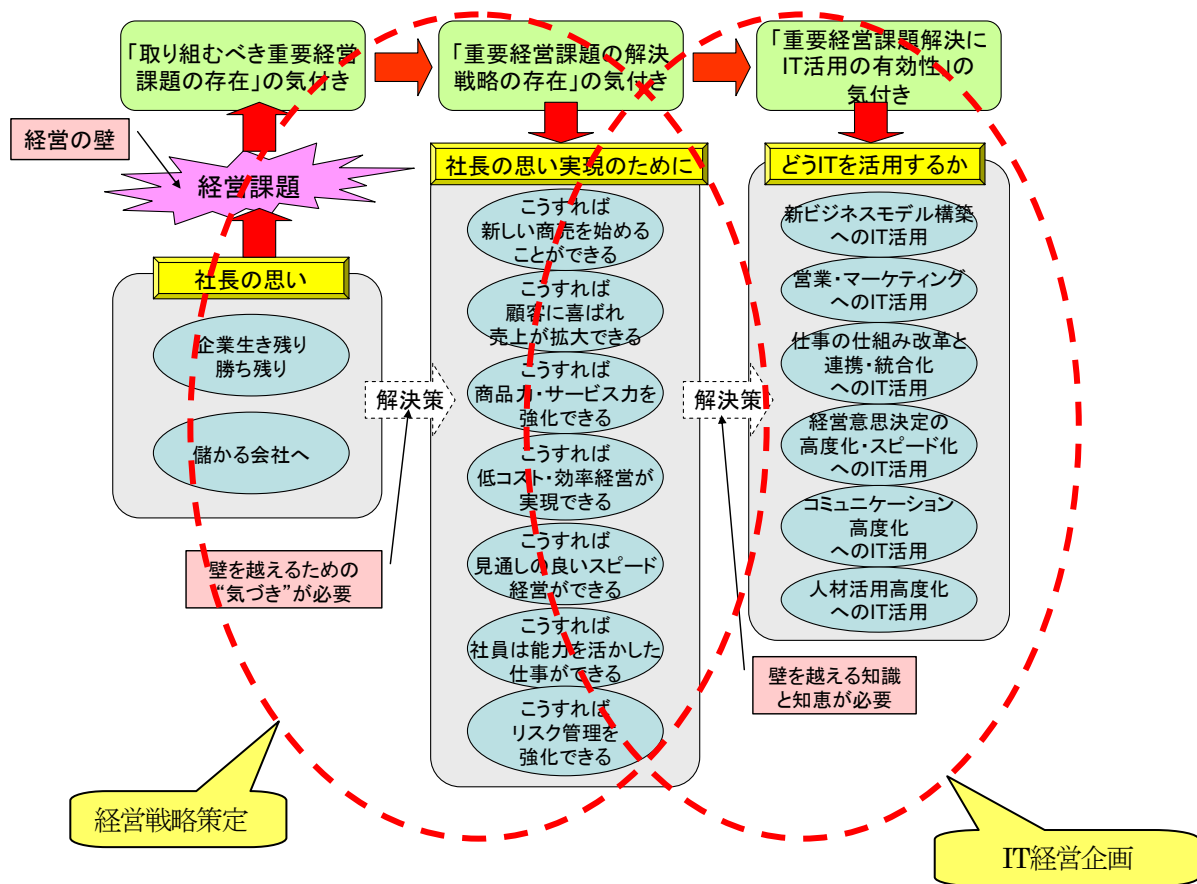 「取り組むべき重要経営
課題の存在」の気付き
「重要経営課題の解決
戦略の存在」の気付き
「重要経営課題解決に
IT活用の有効性」の
気付き
経営の壁
経営課題
社長の思い
企業生き残り
勝ち残り
儲かる会社へ
解決策
壁を越えるための
“気づき”が必要
社長の思い実現のために
こうすれば
新しい商売を始める
ことができる
こうすれば
顧客に喜ばれ
売上が拡大できる
こうすれば
商品力・サービス力を
強化できる
こうすれば
低コスト・効率経営が
実現できる
こうすれば
見通しの良いスピード
経営ができる
こうすれば
社員は能力を活かした
仕事ができる
こうすれば
リスク管理を
強化できる
解決策
壁を越える知識
と知恵が必要
どうITを活用するか
新ビジネスモデル構築
へのIT活用
営業・マーケティング
へのIT活用
仕事の仕組み改革と
連携・統合化
へのIT活用
経営意思決定の
高度化・スピード化
へのIT活用
コミュニケーション
高度化
へのIT活用
人材活用高度化
へのIT活用
経営戦略策定
IT経営企画